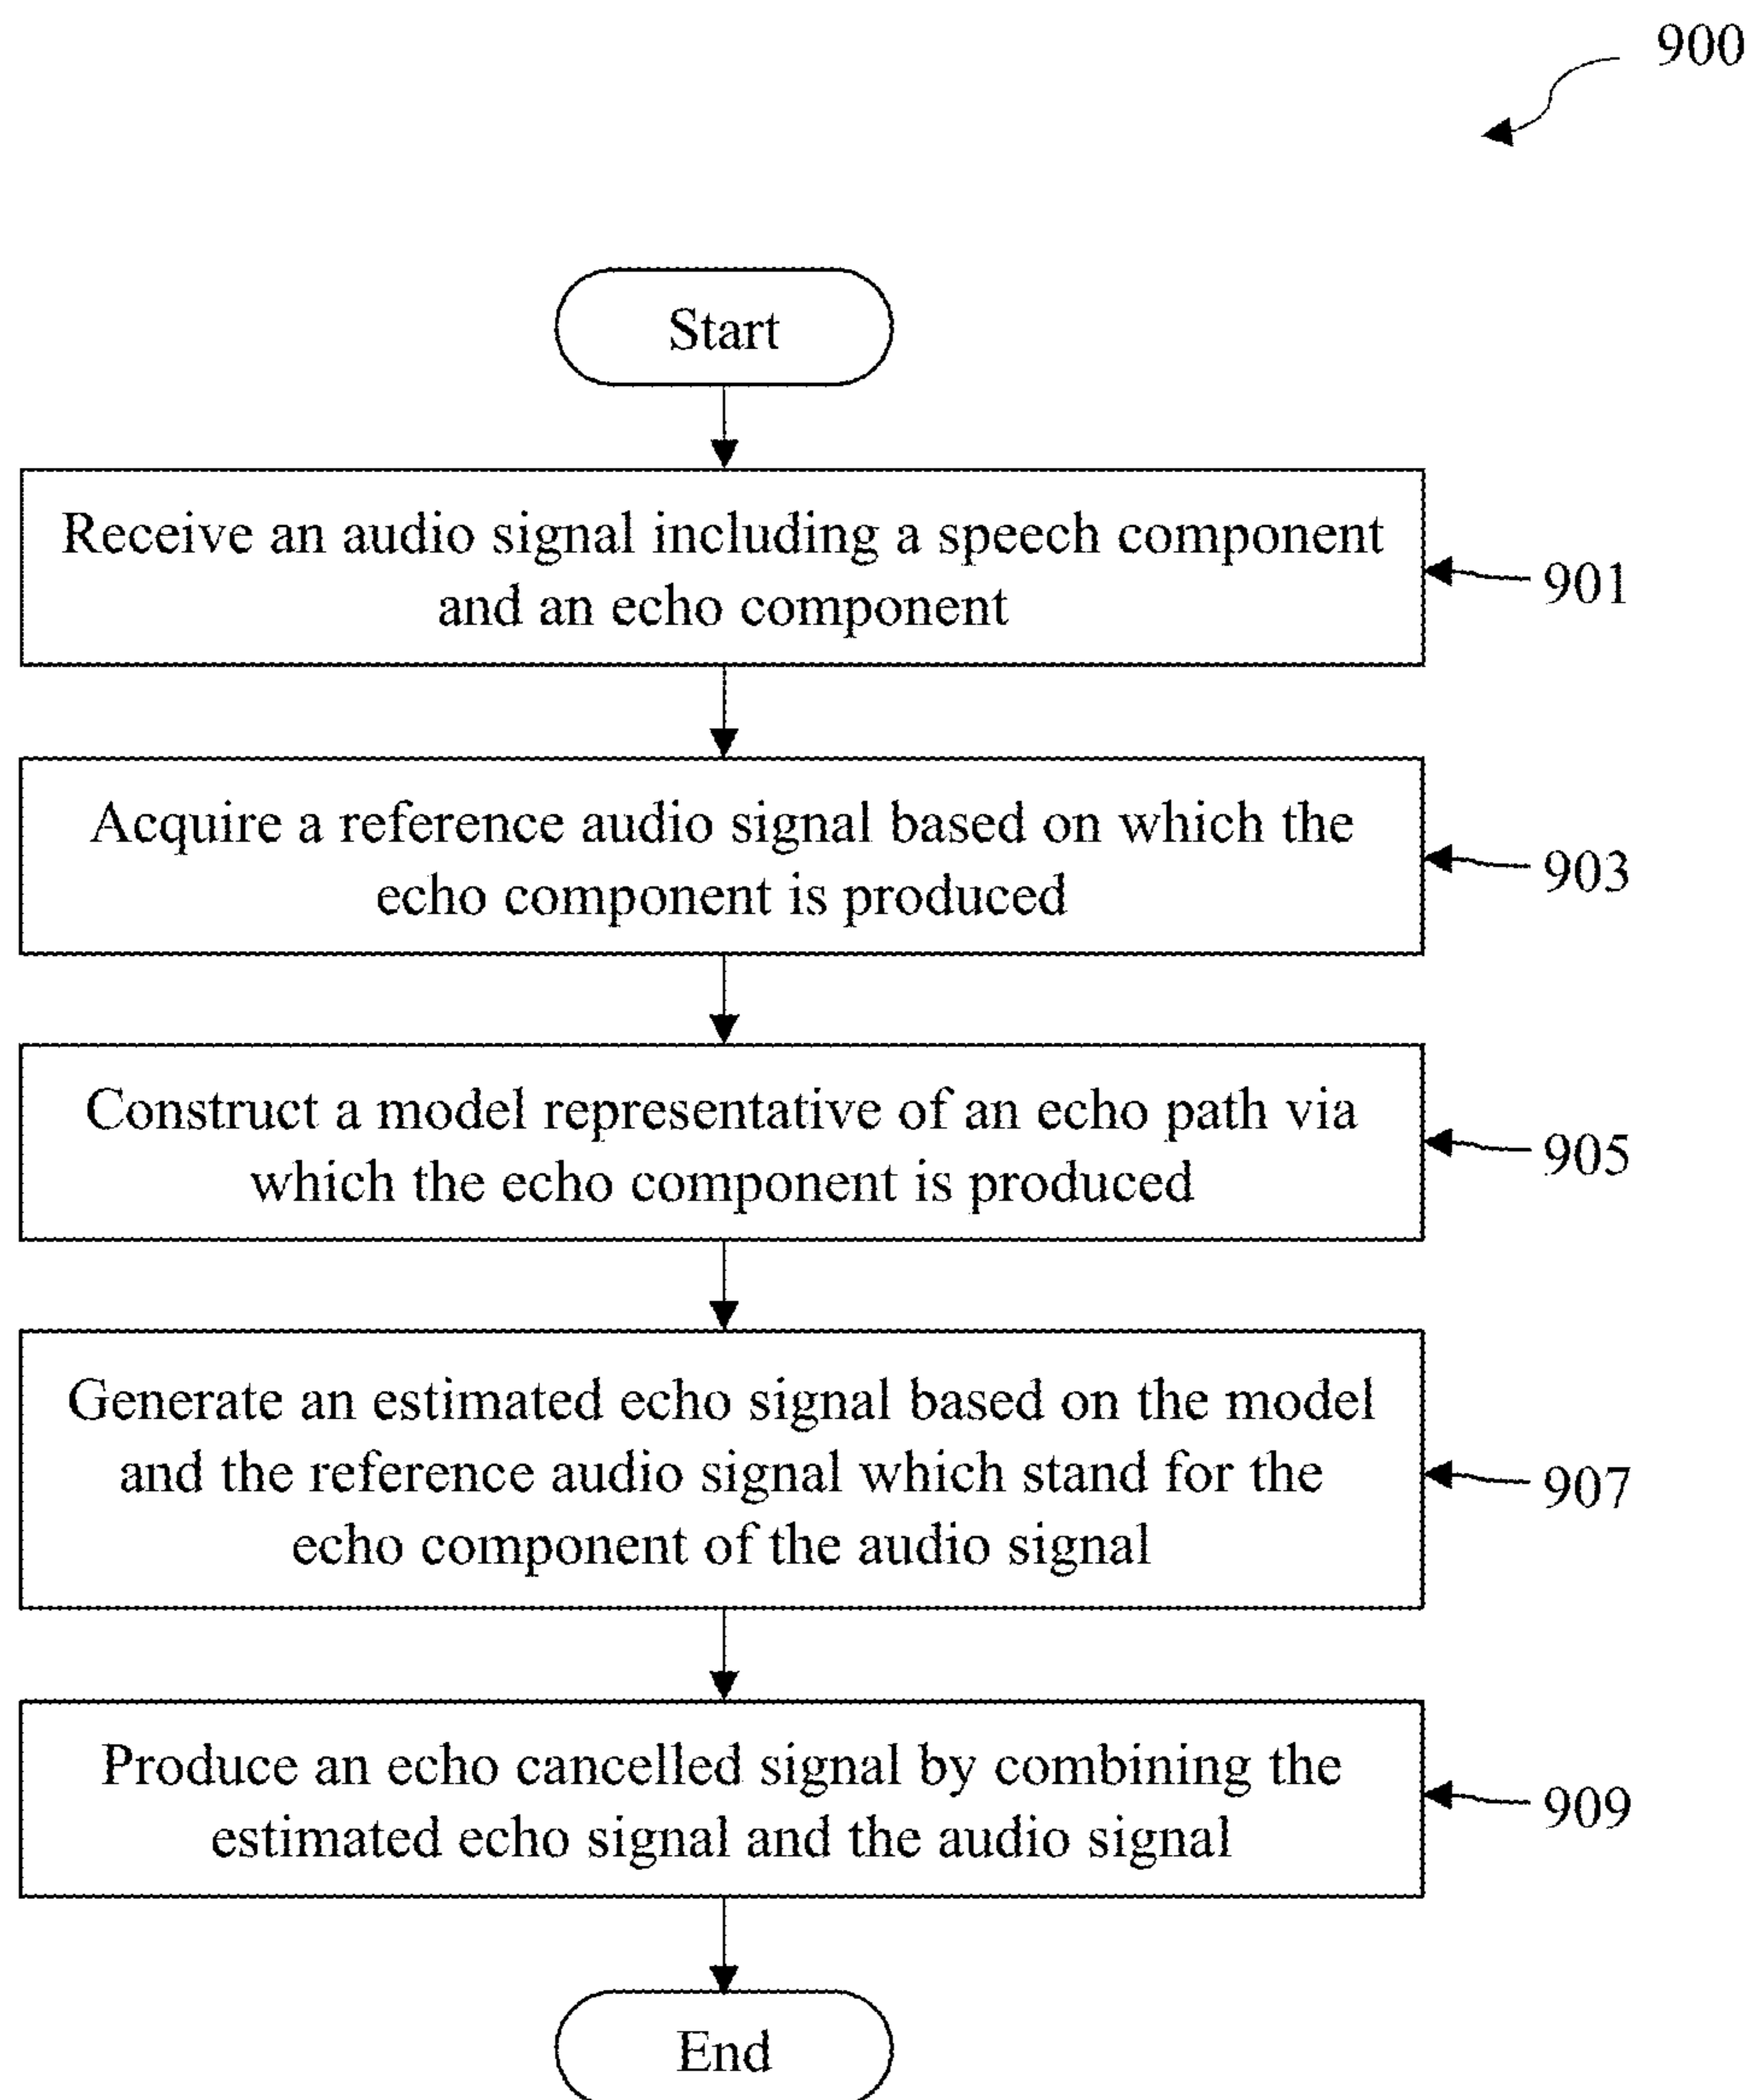 900
Start
Receive an audio signal including a speech component
and an echo component
901
Acquire a reference audio signal based on which the
echo component is produced
903
Construct a model representative of an echo path via
which the echo component is produced
905
Generate an estimated echo signal based on the model
and the reference audio signal which stand for the
echo component of the audio signal
907
Produce an echo cancelled signal by combining the
estimated echo signal and the audio signal
909
End